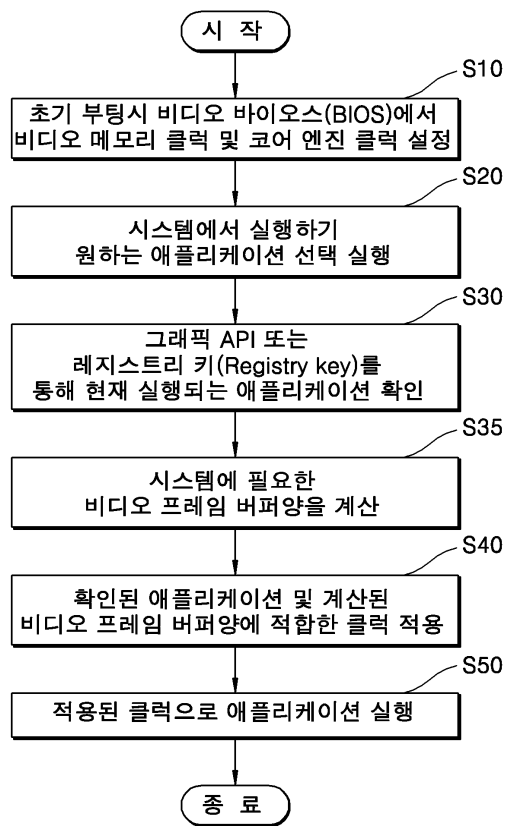 시 작
S10
초기 부팅시 비디오 바이오스(BIOS)에서
비디오 메모리 클럭 및 코어 엔진 클럭 설정
S20
시스템에서 실행하기
원하는 애플리케이션 선택 실행
S30
그래픽 API 또는
레지스트리 키(Registry key)를
통해 현재 실행되는 애플리케이션 확인
S35
시스템에 필요한
비디오 프레임 버퍼양을 계산
S40
확인된 애플리케이션 및 계산된
비디오 프레임 버퍼양에 적합한 클럭 적용
S50
적용된 클럭으로 애플리케이션 실행
종 료